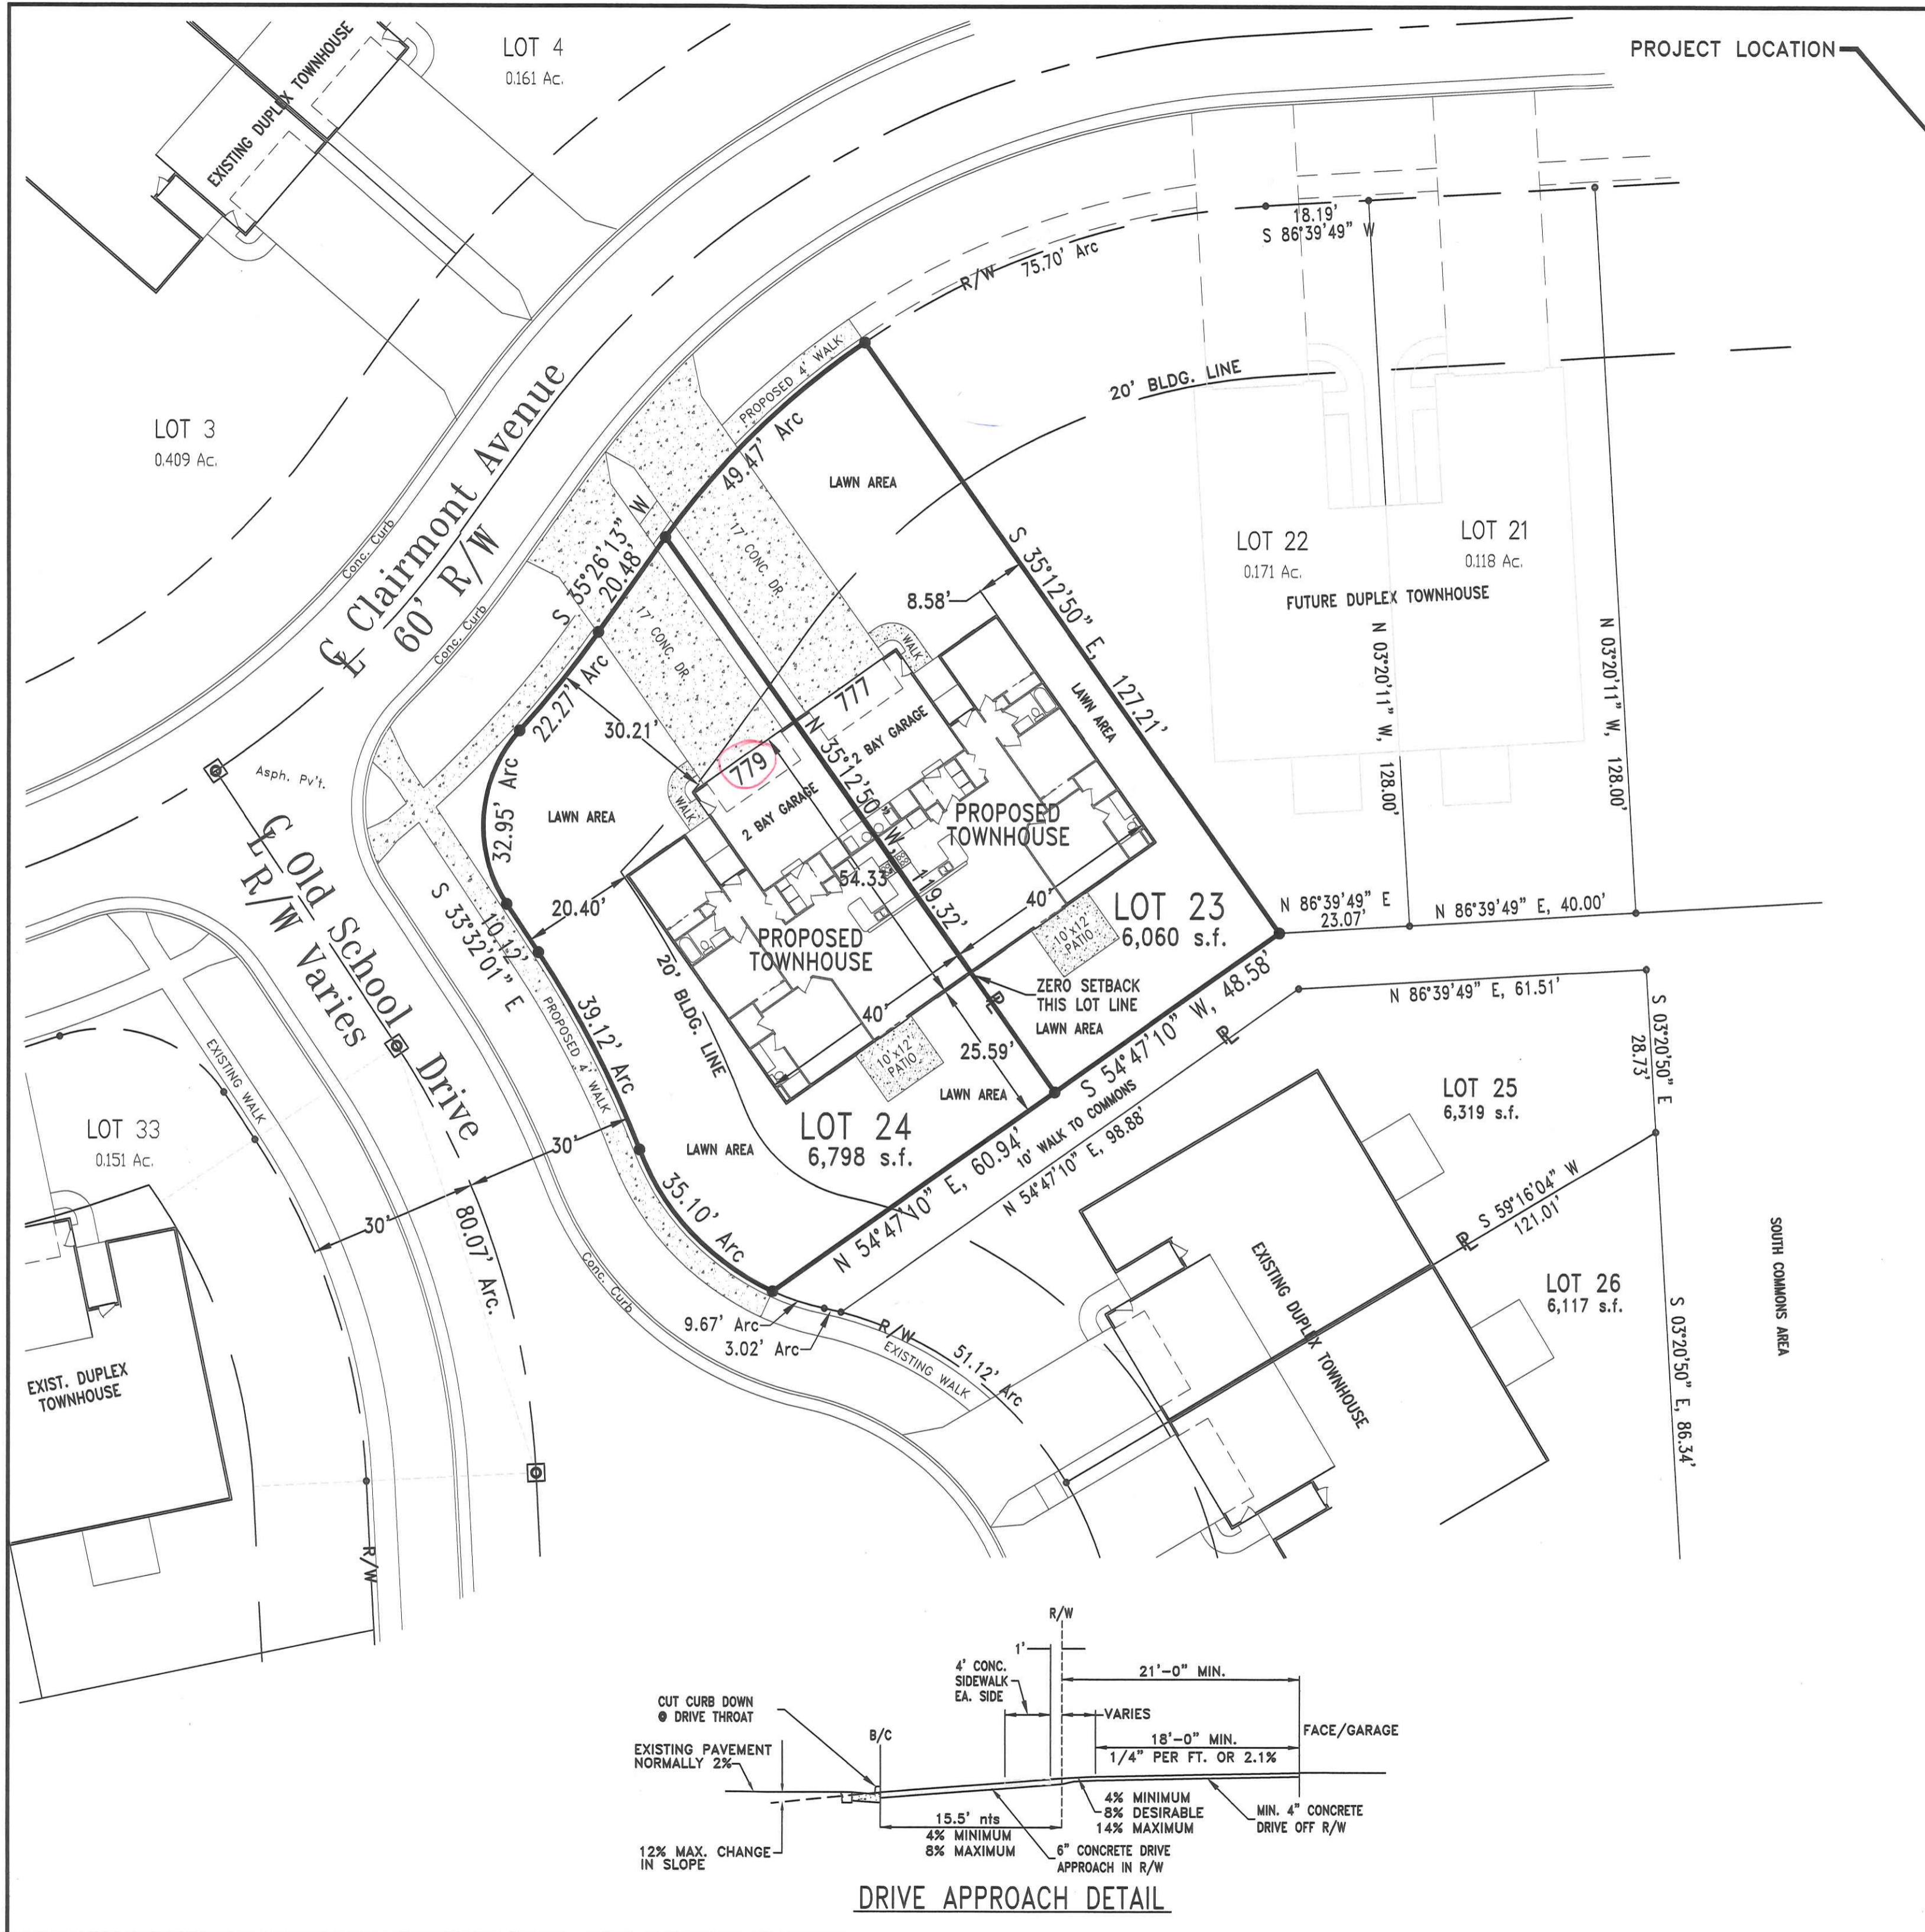 PROJECT LOCATION
LOT 4
0.161 Ac.
EXISTING DUPLEX TOWNHOUSE
LOT 3
0.409 Ac.
Conc. Curb
℄ Clairmont Avenue
60' R/W
Conc. Curb
PROPOSED 4' WALK
49.47' Arc
R/W 75.70' Arc
18.19'
S 86°39'49" W
20' BLDG. LINE
LAWN AREA
S 55°26'13" W
20.48'
17' CONC. DR.
17' CONC. DR.
22.27' Arc
30.21'
32.95' Arc
8.58'
S 35°12'50" E, 127.21'
LAWN AREA
LOT 22
0.171 Ac.
LOT 21
0.118 Ac.
FUTURE DUPLEX TOWNHOUSE
N 03°20'11" W, 128.00'
N 03°20'11" W, 128.00'
WALK
777
2 BAY GARAGE
779
2 BAY GARAGE
WALK
N 35°12'50" W, 119.32'
PROPOSED
TOWNHOUSE
54.33'
40'
PROPOSED
TOWNHOUSE
40'
LAWN AREA
20.40'
20' BLDG. LINE
Asph. Pv't.
℄ Old School Drive
R/W Varies
S 33°32'01" E
10.12'
39.12' Arc
PROPOSED 4' WALK
LOT 23
6,060 s.f.
10'x12'
PATIO
10'x12'
PATIO
ZERO SETBACK
THIS LOT LINE
℄
LAWN AREA
25.59'
LAWN AREA
S 54°47'10" W, 48.58'
N 86°39'49" E
23.07'
N 86°39'49" E, 40.00'
N 86°39'49" E, 61.51'
S 03°20'50" E
28.73'
LOT 24
6,798 s.f.
LAWN AREA
35.10' Arc
N 54°47'10" E, 60.94'
10' WALK TO COMMONS
N 54°47'10" E, 98.88'
LOT 25
6,319 s.f.
S 59°16'04" W
121.01'
LOT 26
6,117 s.f.
S 03°20'50" E, 86.34'
SOUTH COMMONS AREA
EXISTING DUPLEX TOWNHOUSE
EXISTING WALK
LOT 33
0.151 Ac.
30'
30'
80.07' Arc.
Conc. Curb
9.67' Arc
3.02' Arc
R/W 51.12' Arc
EXISTING WALK
EXIST. DUPLEX
TOWNHOUSE
R/W
R/W
1'
4' CONC.
SIDEWALK
EA. SIDE
21'-0" MIN.
VARIES
18'-0" MIN.
1/4" PER FT. OR 2.1%
FACE/GARAGE
CUT CURB DOWN
@ DRIVE THROAT
B/C
EXISTING PAVEMENT
NORMALLY 2%
12% MAX. CHANGE
IN SLOPE
15.5' nts
4% MINIMUM
8% MAXIMUM
4% MINIMUM
8% DESIRABLE
14% MAXIMUM
6" CONCRETE DRIVE
APPROACH IN R/W
MIN. 4" CONCRETE
DRIVE OFF R/W
DRIVE APPROACH DETAIL